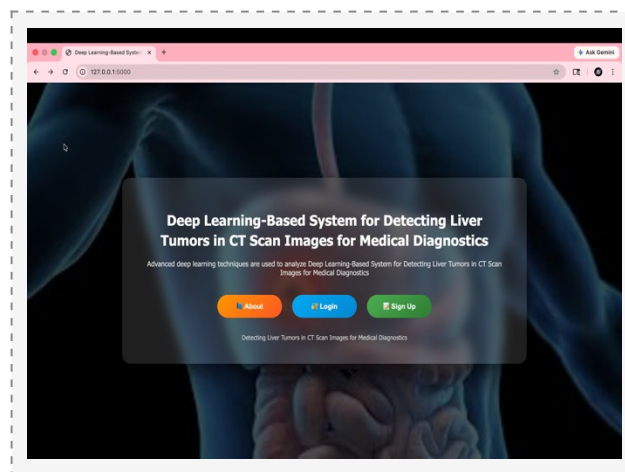 Deep Learning-Based System
Ask Gemini
127.0.0.1:5000
Deep Learning-Based System for Detecting Liver
Tumors in CT Scan Images for Medical Diagnostics
Advanced deep learning techniques are used to analyze Deep Learning-Based System for Detecting Liver Tumors in CT Scan
Images for Medical Diagnostics
About
Login
Sign Up
Detecting Liver Tumors in CT Scan Images for Medical Diagnostics